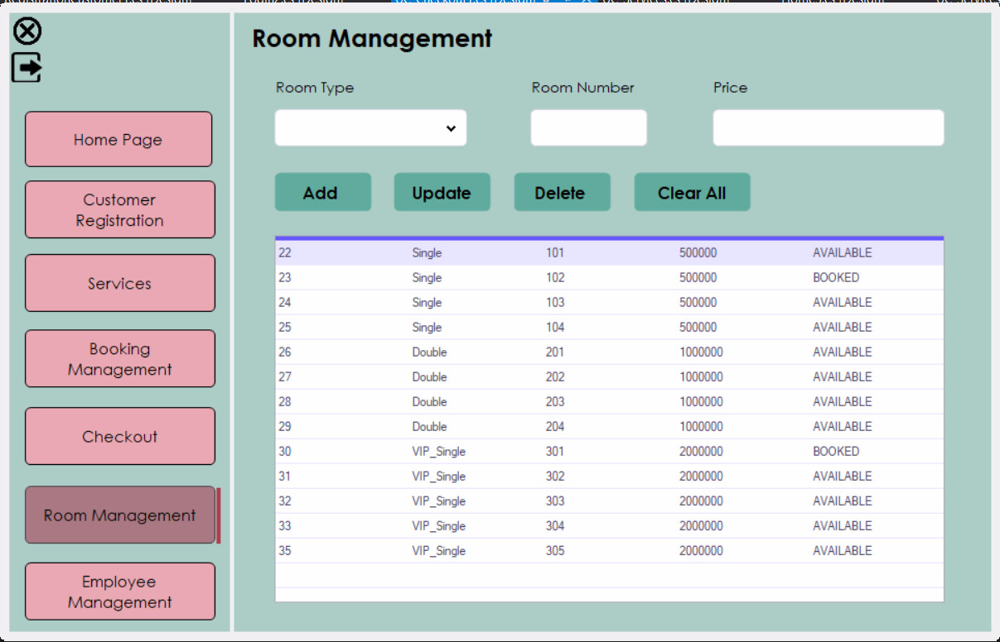 Room Management
Room Type Room Number Price
Home Page
Customer
Registration
Services
Booking
Management
Checkout
Room Management
Employee
Management
Add Update Delete Clear All
22 Single 101 500000 AVAILABLE
23 Single 102 500000 BOOKED
24 Single 103 500000 AVAILABLE
25 Single 104 500000 AVAILABLE
26 Double 201 1000000 AVAILABLE
27 Double 202 1000000 AVAILABLE
28 Double 203 1000000 AVAILABLE
29 Double 204 1000000 AVAILABLE
30 VIP_Single 301 2000000 BOOKED
31 VIP_Single 302 2000000 AVAILABLE
32 VIP_Single 303 2000000 AVAILABLE
33 VIP_Single 304 2000000 AVAILABLE
35 VIP_Single 305 2000000 AVAILABLE